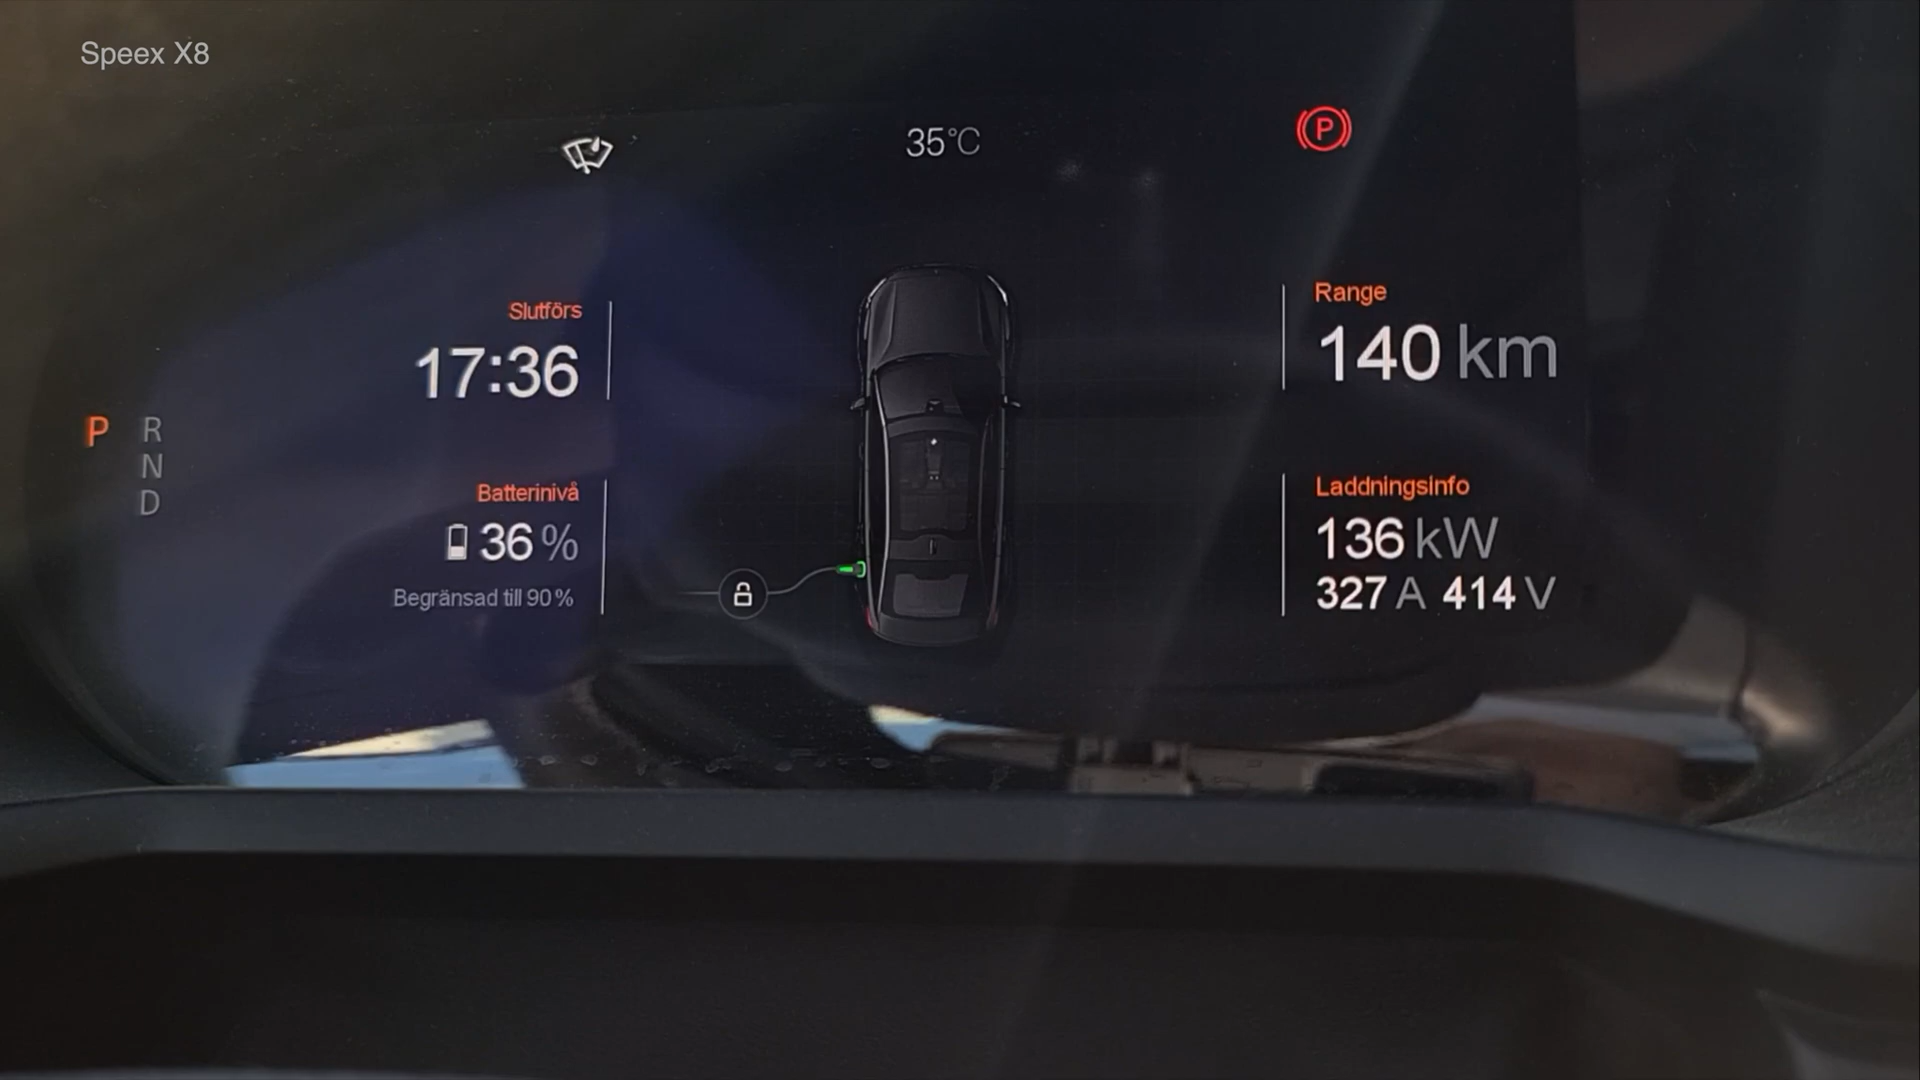 Speex X8
35°C
P
Slutförs
17:36
Range
140 km
P R
N
D
Batterinivå
36 %
Begränsad till 90 %
Laddningsinfo
136 kW
327 A 414 V